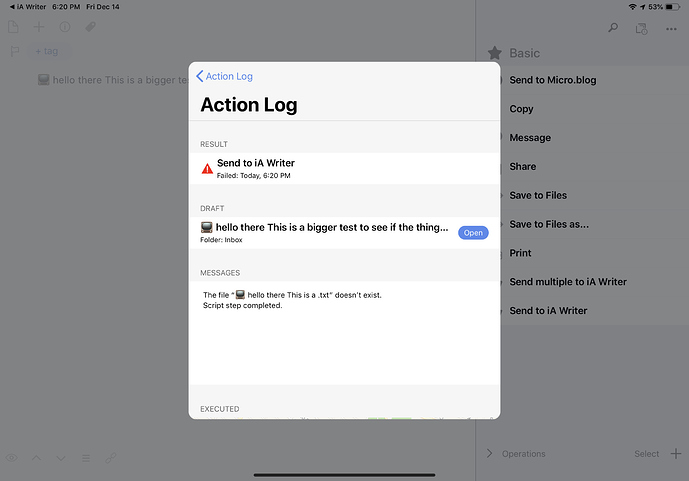 iA Writer 6:20 PM Fri Dec 14
53%
+ tag
hello there This is a bigger tes
Action Log
Action Log
RESULT
Send to iA Writer
Failed: Today, 6:20 PM
DRAFT
hello there This is a bigger test to see if the thing...
Folder: Inbox
Open
MESSAGES
The file “ hello there This is a .txt” doesn’t exist.
Script step completed.
EXECUTED
Basic
Send to Micro.blog
Copy
Message
Share
Save to Files
Save to Files as...
Print
Send multiple to iA Writer
Send to iA Writer
Operations
Select